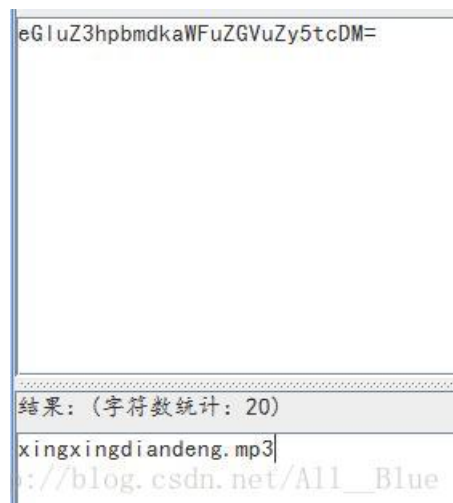 eGluZ3hpbmdkaWFuZGVuZy5tcDM=
结果: (字符数统计: 20)
xingxingdiandeng.mp3
://blog.csdn.net/All__Blue